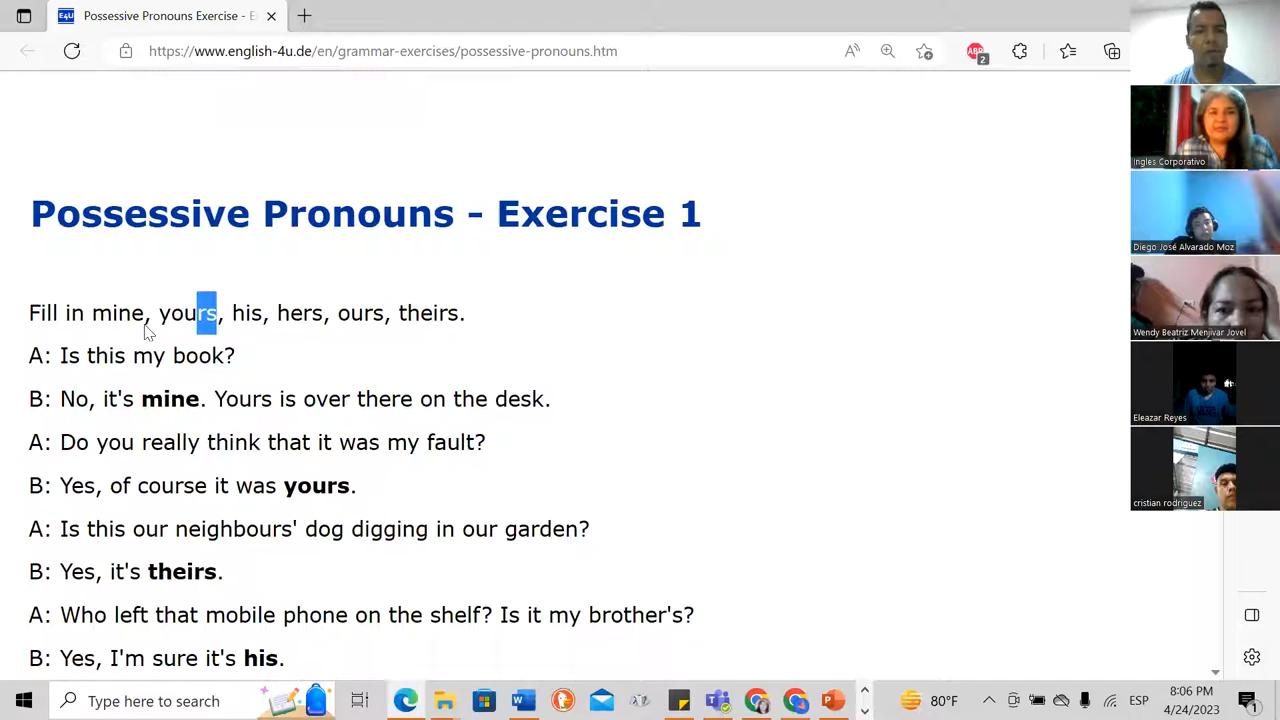 E4U Possessive Pronouns Exercise - E
https://www.english-4u.de/en/grammar-exercises/possessive-pronouns.htm
ABP
2
Possessive Pronouns - Exercise 1
Fill in mine, yours, his, hers, ours, theirs.
A: Is this my book?
B: No, it's mine. Yours is over there on the desk.
A: Do you really think that it was my fault?
B: Yes, of course it was yours.
A: Is this our neighbours' dog digging in our garden?
B: Yes, it's theirs.
A: Who left that mobile phone on the shelf? Is it my brother's?
B: Yes, I'm sure it's his.
Ingles Corporativo
Diego José Alvarado Moz
Wendy Beatriz Menjivar Jovel
Eleazar Reyes
cristian rodriguez
Type here to search
80°F
ESP
8:06 PM
4/24/2023
1